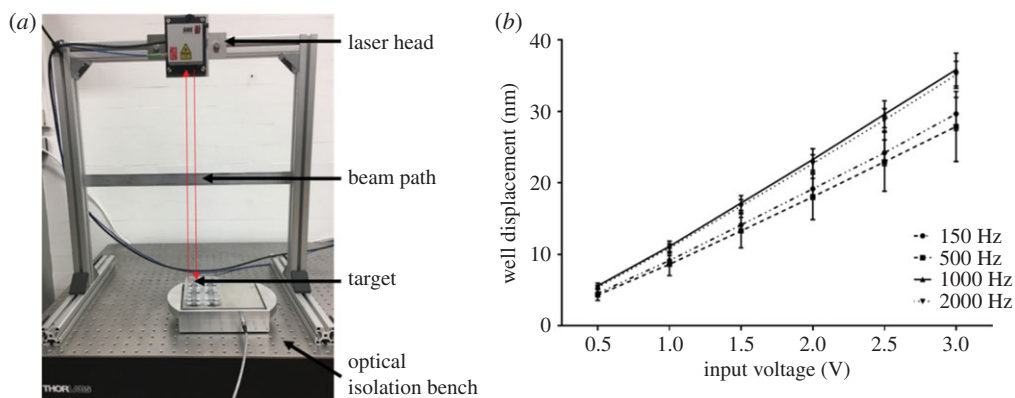 (a)
laser head
beam path
target
optical
isolation bench
THORLABS
(b)
well displacement (nm)
40
30
20
10
0
0.5 1.0 1.5 2.0 2.5 3.0
input voltage (V)
150 Hz
500 Hz
1000 Hz
2000 Hz